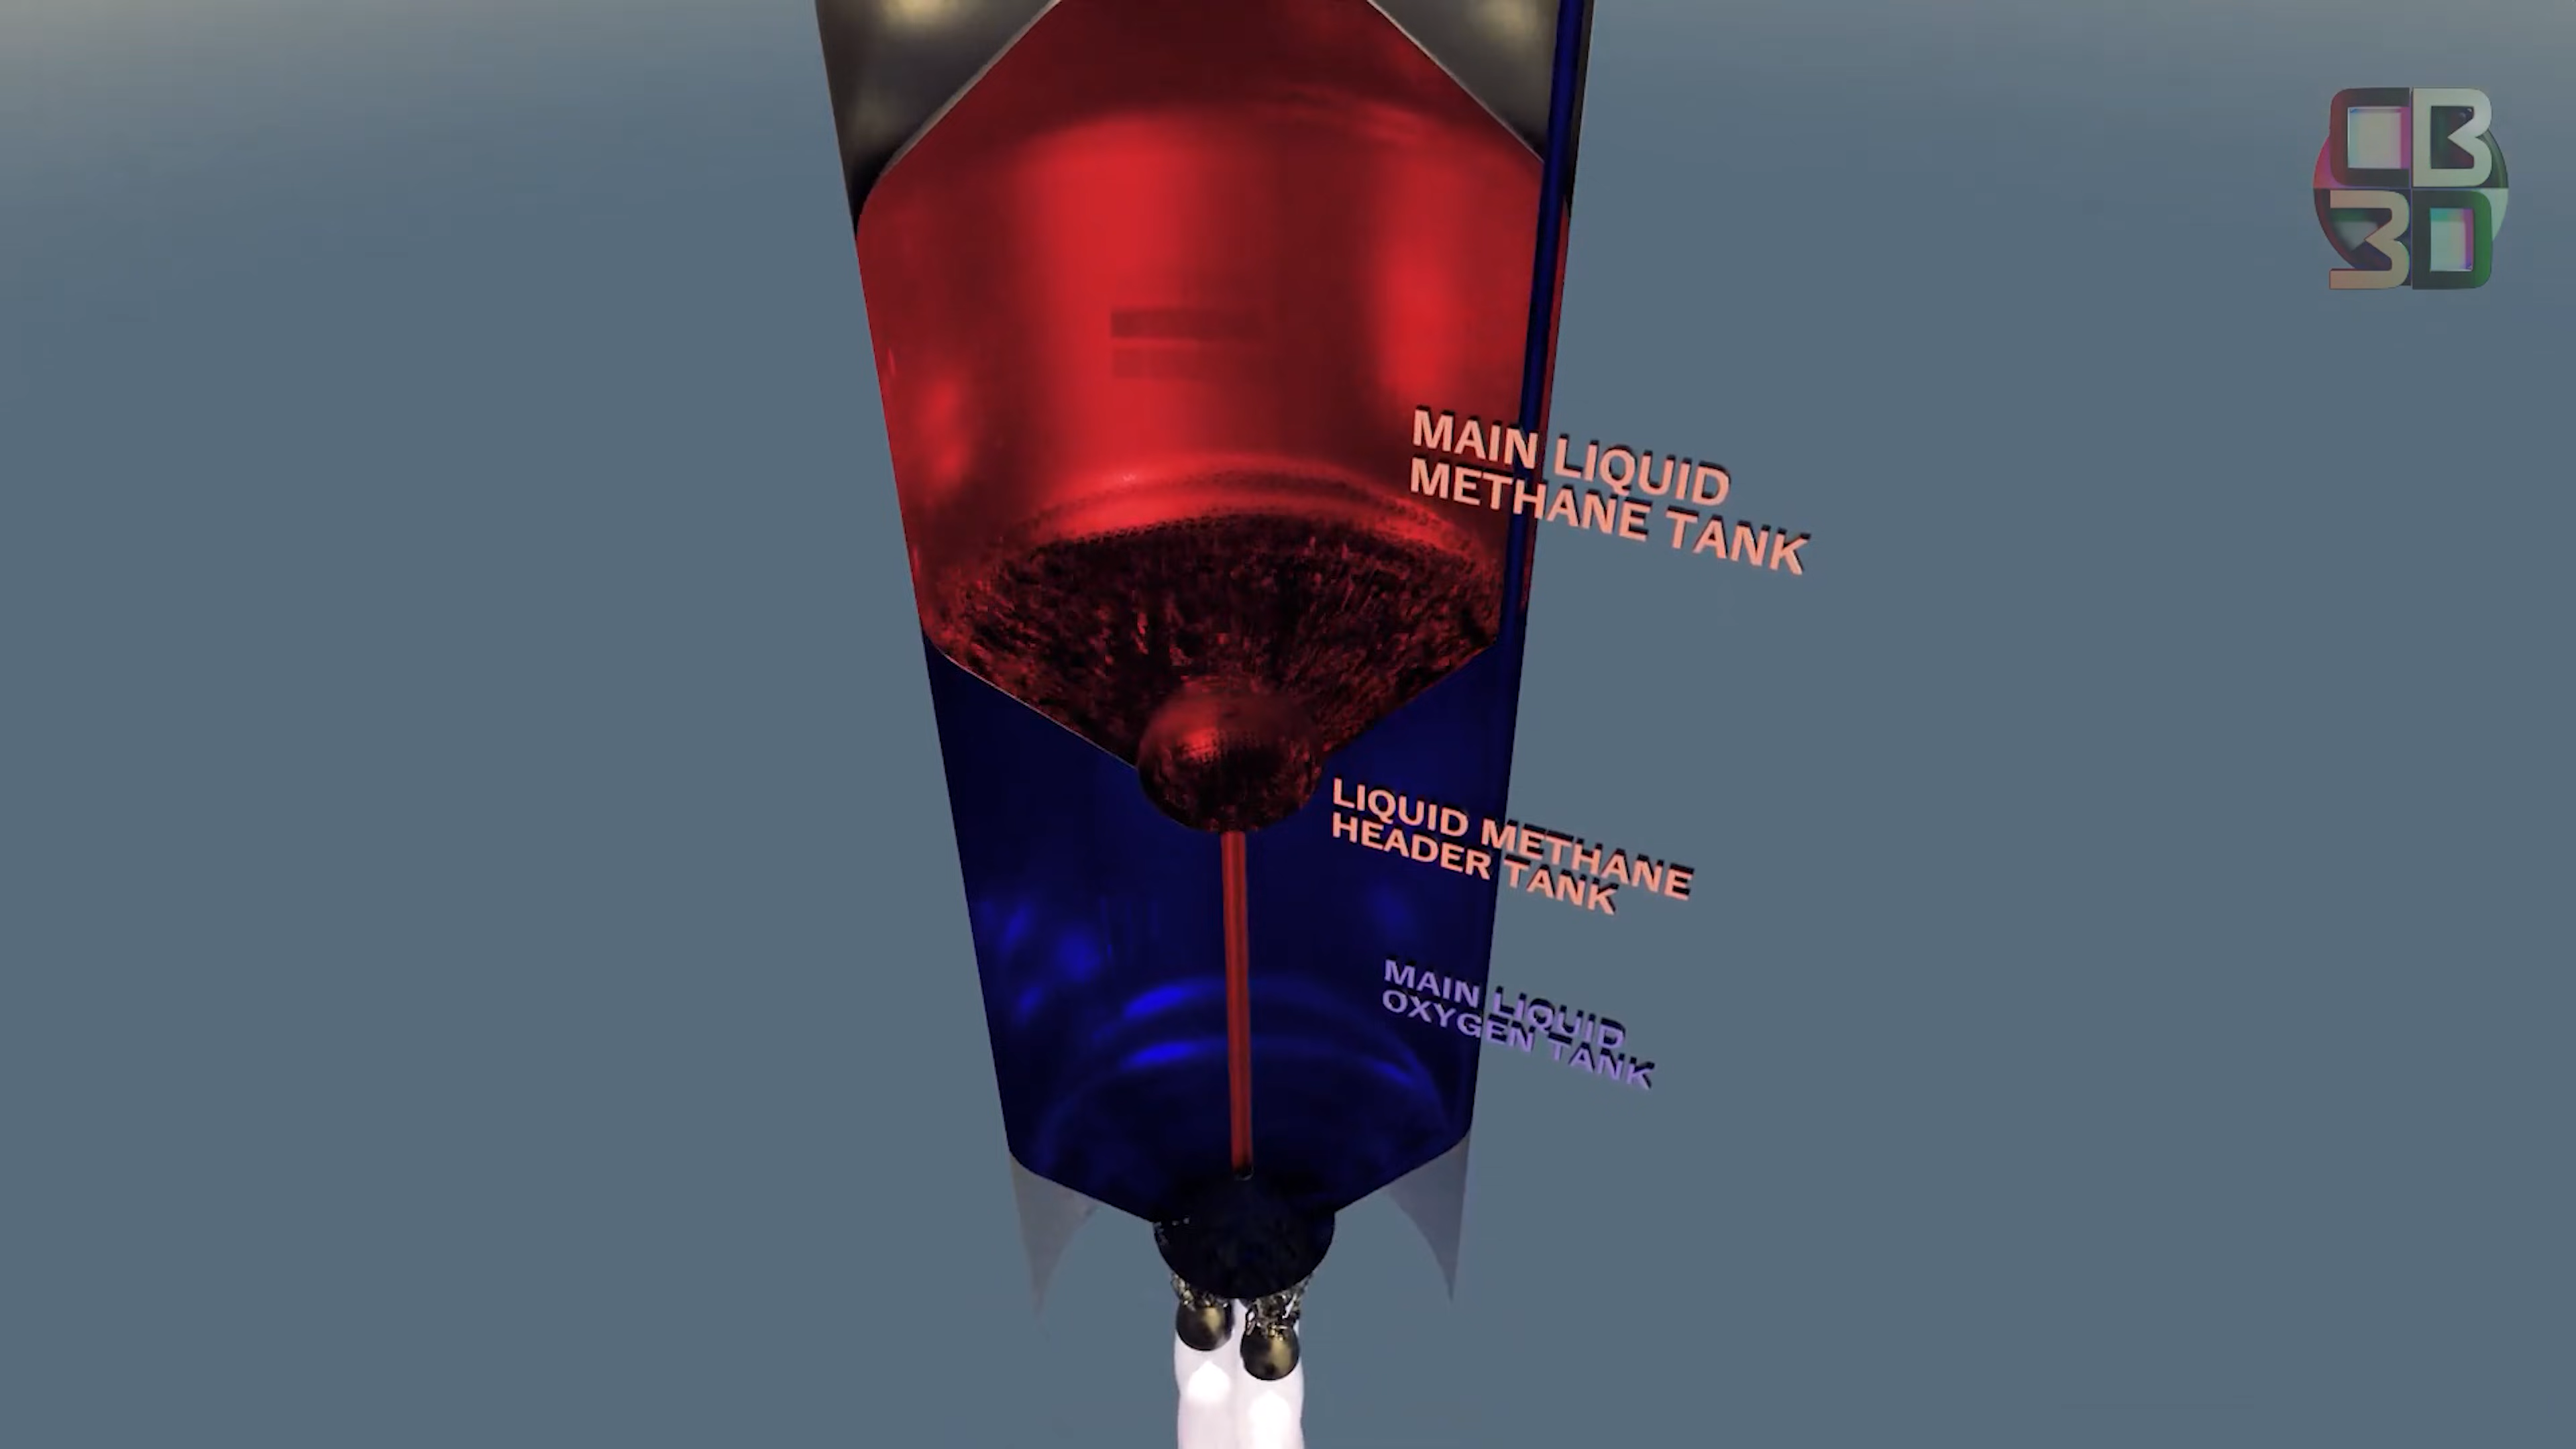 CB
3D
MAIN LIQUID
METHANE TANK
LIQUID METHANE
HEADER TANK
MAIN LIQUID
OXYGEN TANK